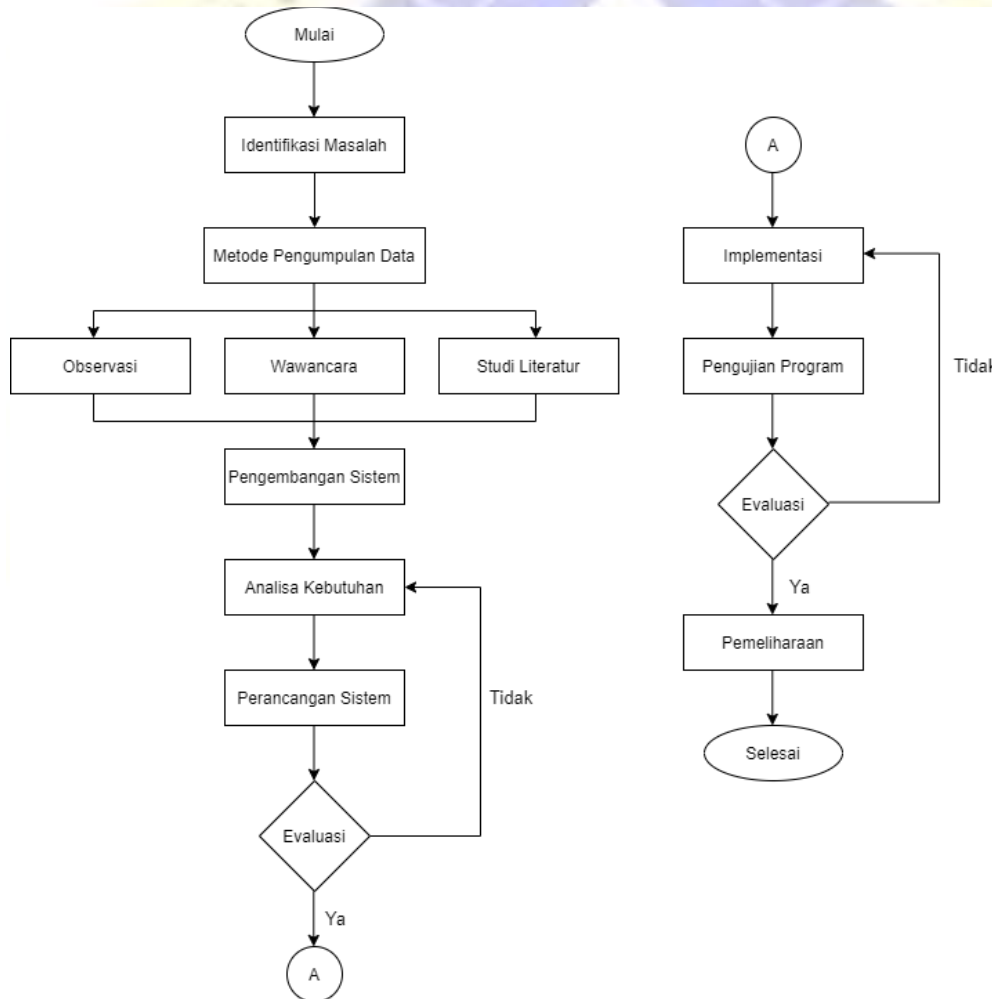 Mulai
Identifikasi Masalah
Metode Pengumpulan Data
Observasi
Wawancara
Studi Literatur
Pengembangan Sistem
Analisa Kebutuhan
Perancangan Sistem
Tidak
Evaluasi
Ya
A
A
Implementasi
Pengujian Program
Tidak
Evaluasi
Ya
Pemeliharaan
Selesai